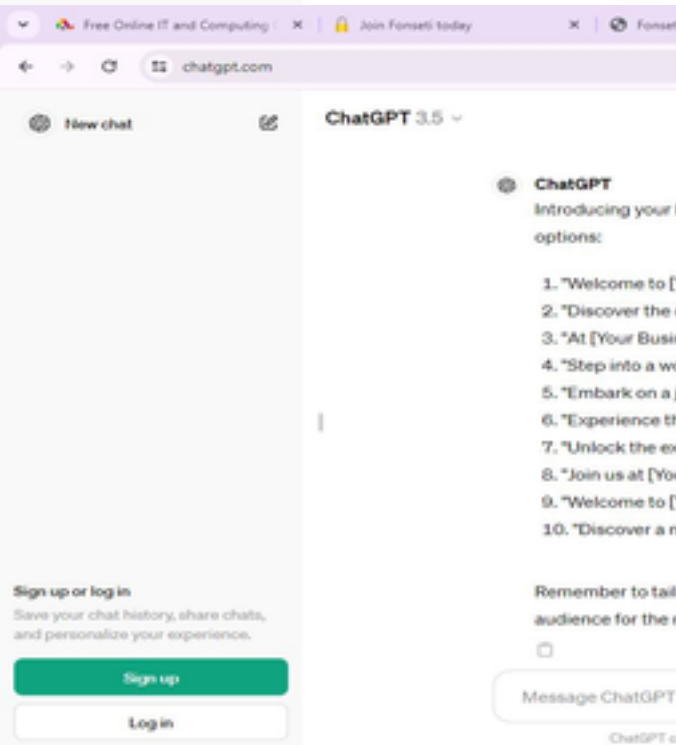 Free Online IT and Computing
Join Fonseti today
Fonset
chatgpt.com
New chat
ChatGPT 3.5
ChatGPT
Introducing your
options:
1. "Welcome to [
2. "Discover the
3. "At [Your Busi
4. "Step into a wo
5. "Embark on a
6. "Experience th
7. "Unlock the ex
8. "Join us at [Yo
9. "Welcome to [
10. "Discover a n
Remember to tail
audience for the
Sign up or log in
Save your chat history, share chats,
and personalize your experience.
Sign up
Log in
Message ChatGPT
ChatGPT c